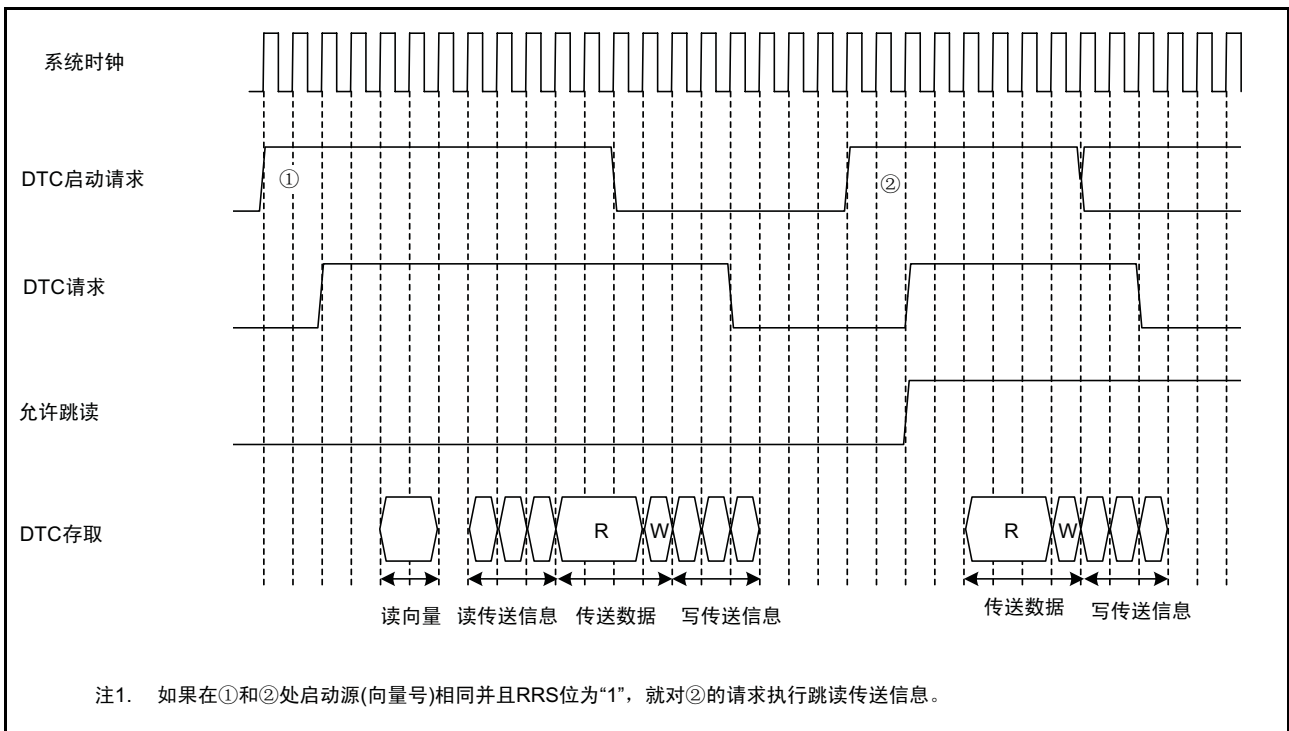 系统时钟
DTC启动请求
①
②
DTC请求
允许跳读
DTC存取
R
W
R
W
读向量
读传送信息
传送数据
写传送信息
传送数据
写传送信息
注1. 如果在①和②处启动源(向量号)相同并且RRS位为“1”，就对②的请求执行跳读传送信息。